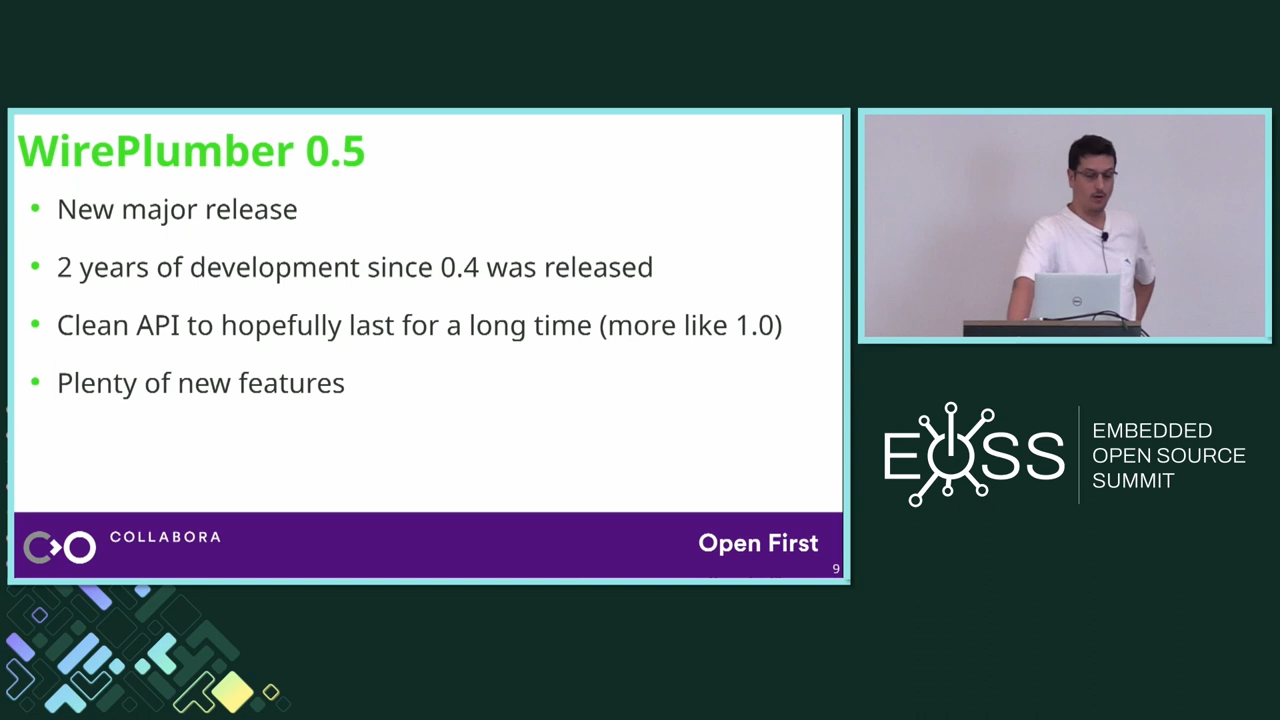 WirePlumber 0.5
• New major release
• 2 years of development since 0.4 was released
• Clean API to hopefully last for a long time (more like 1.0)
• Plenty of new features
COLLABORA
Open First
9
EOSS
EMBEDDED
OPEN SOURCE
SUMMIT